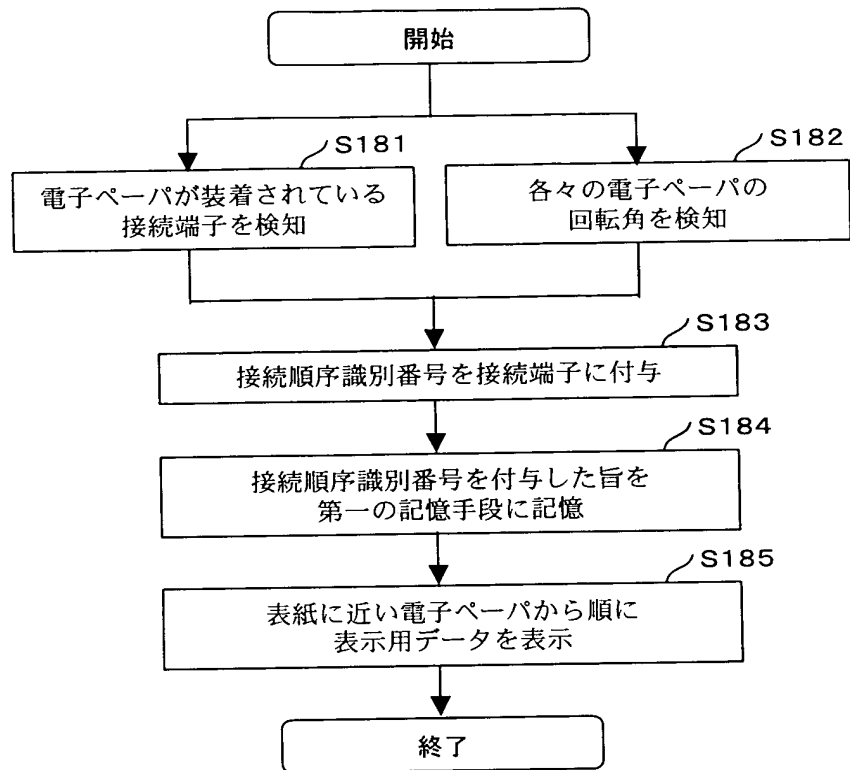 開始
S181
電子ペーパが装着されている
接続端子を検知
S182
各々の電子ペーパの
回転角を検知
S183
接続順序識別番号を接続端子に付与
S184
接続順序識別番号を付与した旨を
第一の記憶手段に記憶
S185
表紙に近い電子ペーパから順に
表示用データを表示
終了